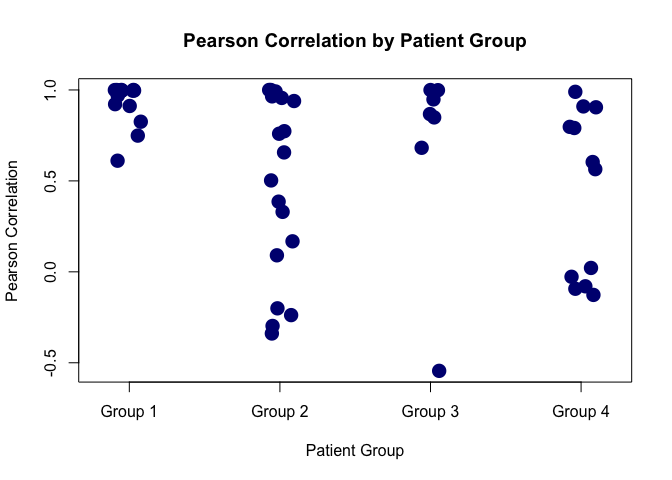 Pearson Correlation by Patient Group
Pearson Correlation
1.0
0.5
0.0
-0.5
Group 1 Group 2 Group 3 Group 4
Patient Group